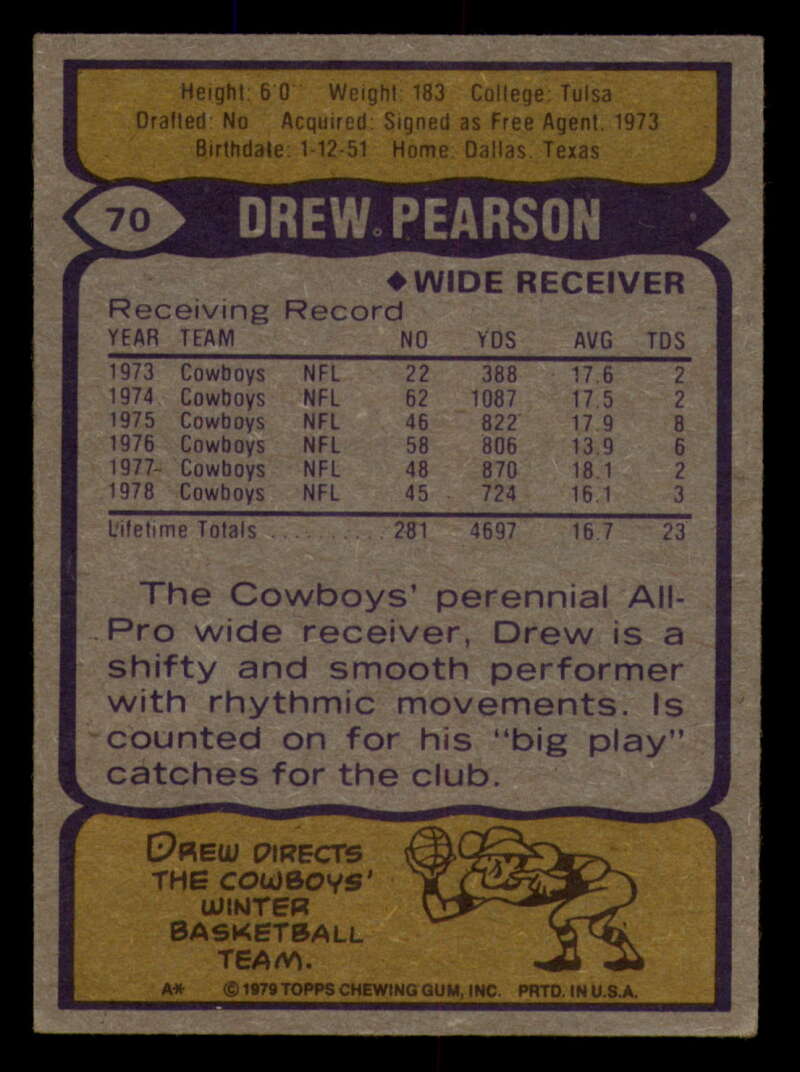 Height: 6'0" Weight: 183 College: Tulsa
Drafted: No Acquired: Signed as Free Agent, 1973
Birthdate: 1-12-51 Home: Dallas, Texas
70 DREW PEARSON
◆WIDE RECEIVER
Receiving Record
YEAR TEAM NO YDS AVG TDS
1973 Cowboys NFL 22 388 17.6 2
1974 Cowboys NFL 62 1087 17.5 2
1975 Cowboys NFL 46 822 17.9 8
1976 Cowboys NFL 58 806 13.9 6
1977 Cowboys NFL 48 870 18.1 2
1978 Cowboys NFL 45 724 16.1 3
Lifetime Totals .......... 281 4697 16.7 23
The Cowboys' perennial All-
Pro wide receiver, Drew is a
shifty and smooth performer
with rhythmic movements. Is
counted on for his "big play"
catches for the club.
DREW DIRECTS
THE COWBOYS'
WINTER
BASKETBALL
TEAM.
A* © 1979 TOPPS CHEWING GUM, INC. PRTD. IN U.S.A.